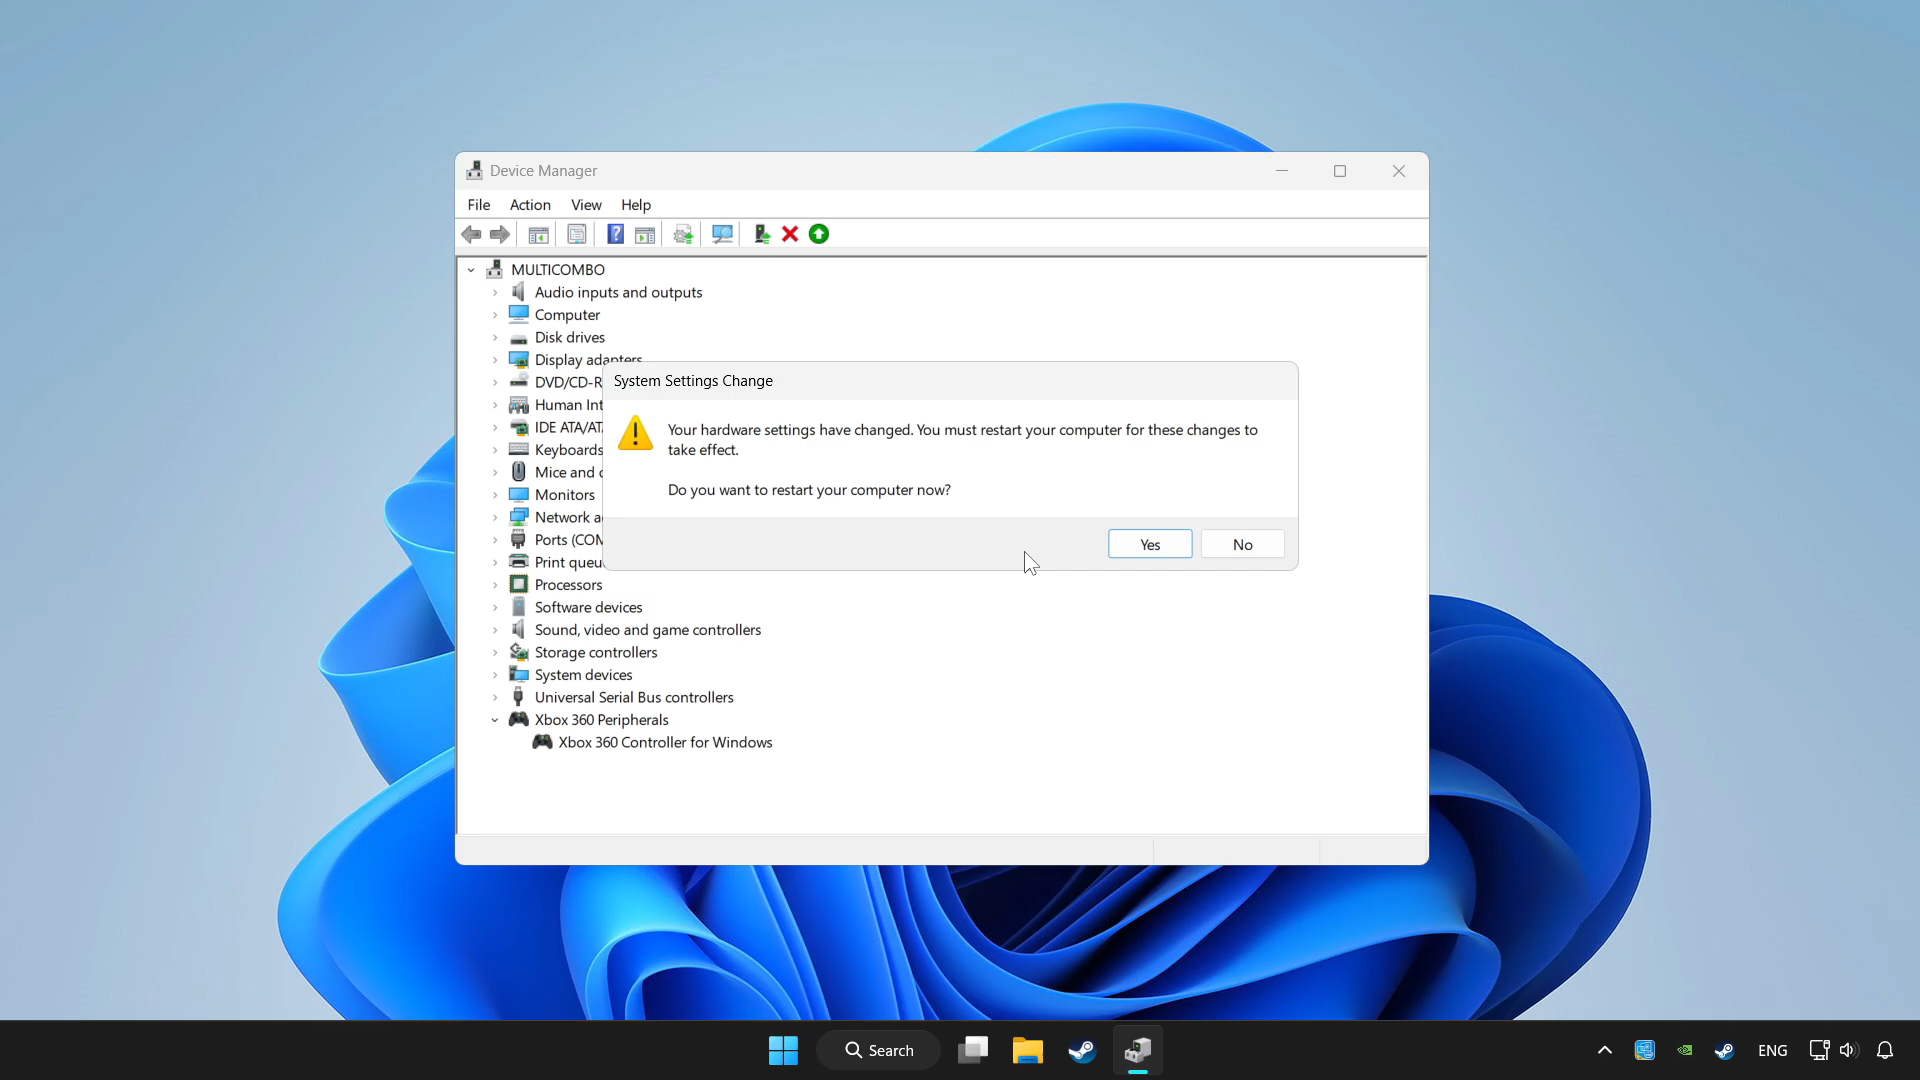 Device Manager
File Action View Help
MULTICOMBO
Audio inputs and outputs
Computer
Disk drives
Display adapters
DVD/CD-R
System Settings Change
Human Int
IDE ATA/AT
Your hardware settings have changed. You must restart your computer for these changes to
take effect.
Keyboards
Mice and c
Do you want to restart your computer now?
Monitors
Network a
Ports (COM
Yes No
Print queu
Processors
Software devices
Sound, video and game controllers
Storage controllers
System devices
Universal Serial Bus controllers
Xbox 360 Peripherals
Xbox 360 Controller for Windows
Search
ENG